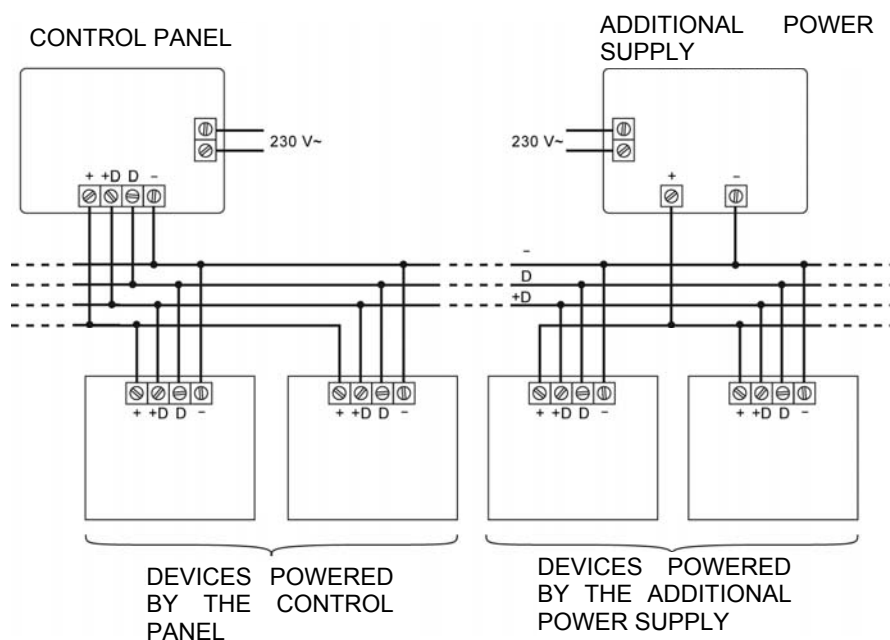 CONTROL PANEL
ADDITIONAL POWER
SUPPLY
230 V~
230 V~
+ +D D −
+ −
−
D
+D
+ +D D −
+ +D D −
+ +D D −
+ +D D −
DEVICES POWERED
BY THE CONTROL
PANEL
DEVICES POWERED
BY THE ADDITIONAL
POWER SUPPLY